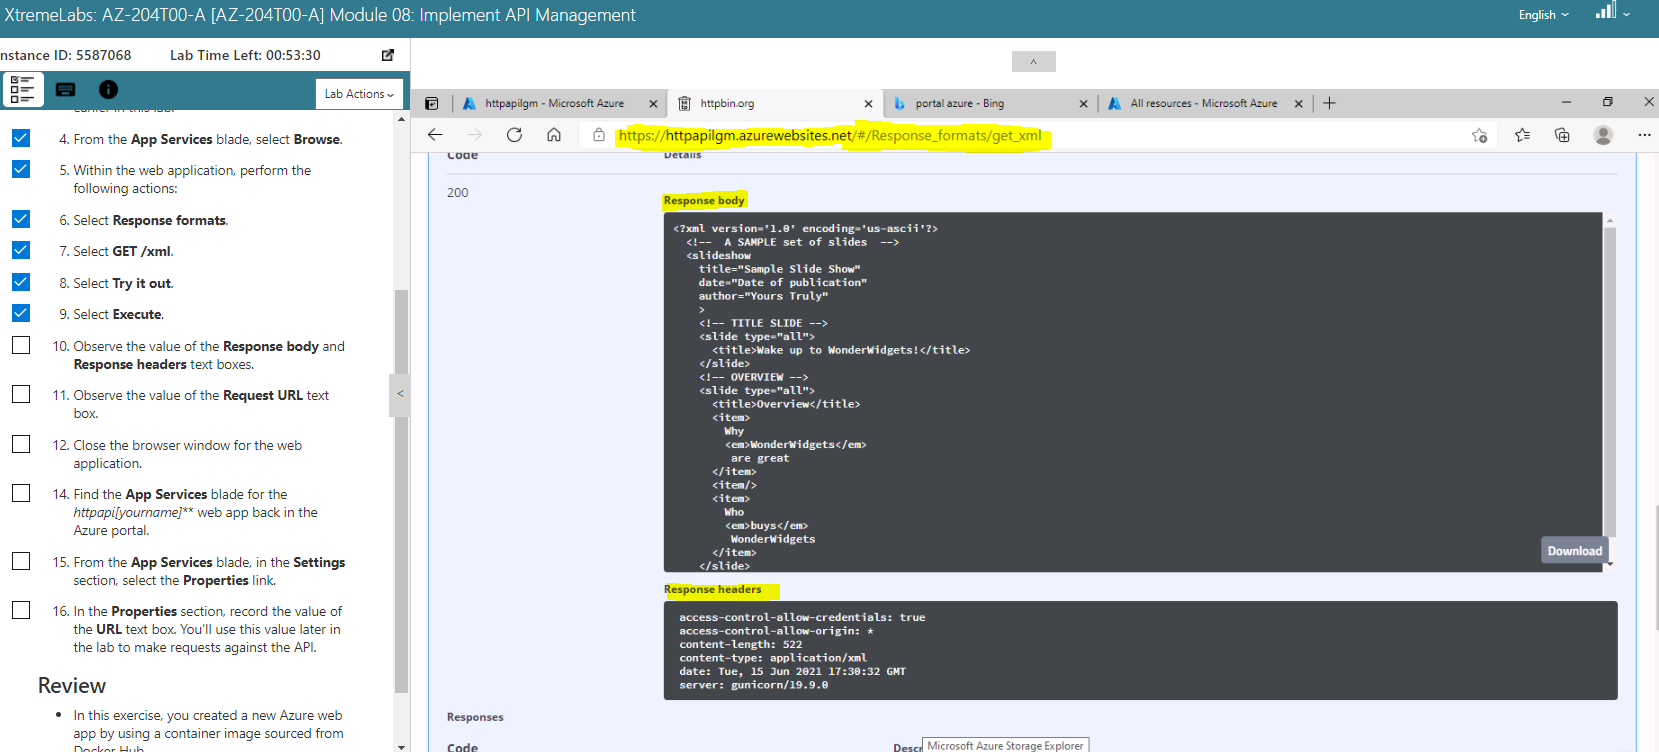 XtremeLabs: AZ-204T00-A [AZ-204T00-A] Module 08: Implement API Management
English
nstance ID: 5587068
Lab Time Left: 00:53:30
Lab Actions
4. From the App Services blade, select Browse.
5. Within the web application, perform the
following actions:
6. Select Response formats.
7. Select GET /xml.
8. Select Try it out.
9. Select Execute.
10. Observe the value of the Response body and
Response headers text boxes.
11. Observe the value of the Request URL text
box.
12. Close the browser window for the web
application.
14. Find the App Services blade for the
httpapi[yourname]** web app back in the
Azure portal.
15. From the App Services blade, in the Settings
section, select the Properties link.
16. In the Properties section, record the value of
the URL text box. You'll use this value later in
the lab to make requests against the API.
Review
• In this exercise, you created a new Azure web
app by using a container image sourced from
Docker Hub
httpapilgm - Microsoft Azure
httpbin.org
portal azure - Bing
All resources - Microsoft Azure
https://httpapilgm.azurewebsites.net/#/Response_formats/get_xml
Code
Details
200
Response body
<?xml version='1.0' encoding='us-ascii'?>
<!--  A SAMPLE set of slides  -->
<slideshow
title="Sample Slide Show"
date="Date of publication"
author="Yours Truly"
>
<!-- TITLE SLIDE -->
<slide type="all">
<title>Wake up to WonderWidgets!</title>
</slide>
<!-- OVERVIEW -->
<slide type="all">
<title>Overview</title>
<item>
Why
<em>WonderWidgets</em>
are great
</item>
<item/>
<item>
Who
<em>buys</em>
WonderWidgets
</item>
</slide>
Download
Response headers
access-control-allow-credentials: true
access-control-allow-origin: *
content-length: 522
content-type: application/xml
date: Tue, 15 Jun 2021 17:30:32 GMT
server: gunicorn/19.9.0
Responses
Code
Descr
Microsoft Azure Storage Explorer